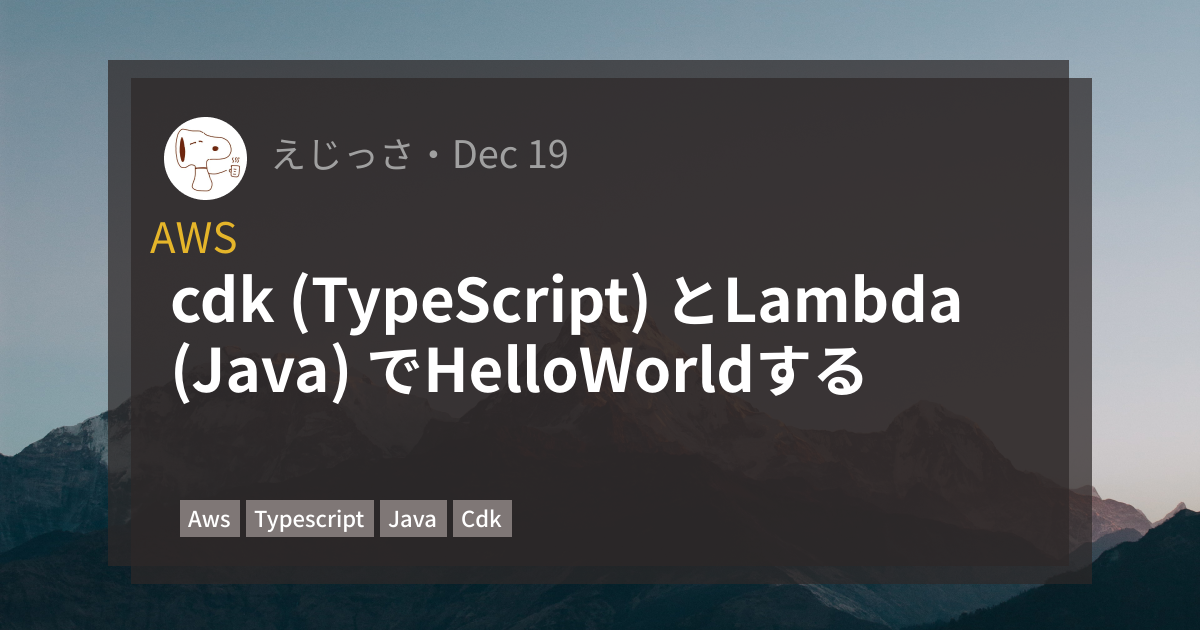 えじっさ・Dec 19
AWS
cdk (TypeScript) とLambda
(Java) でHelloWorldする
Aws Typescript Java Cdk